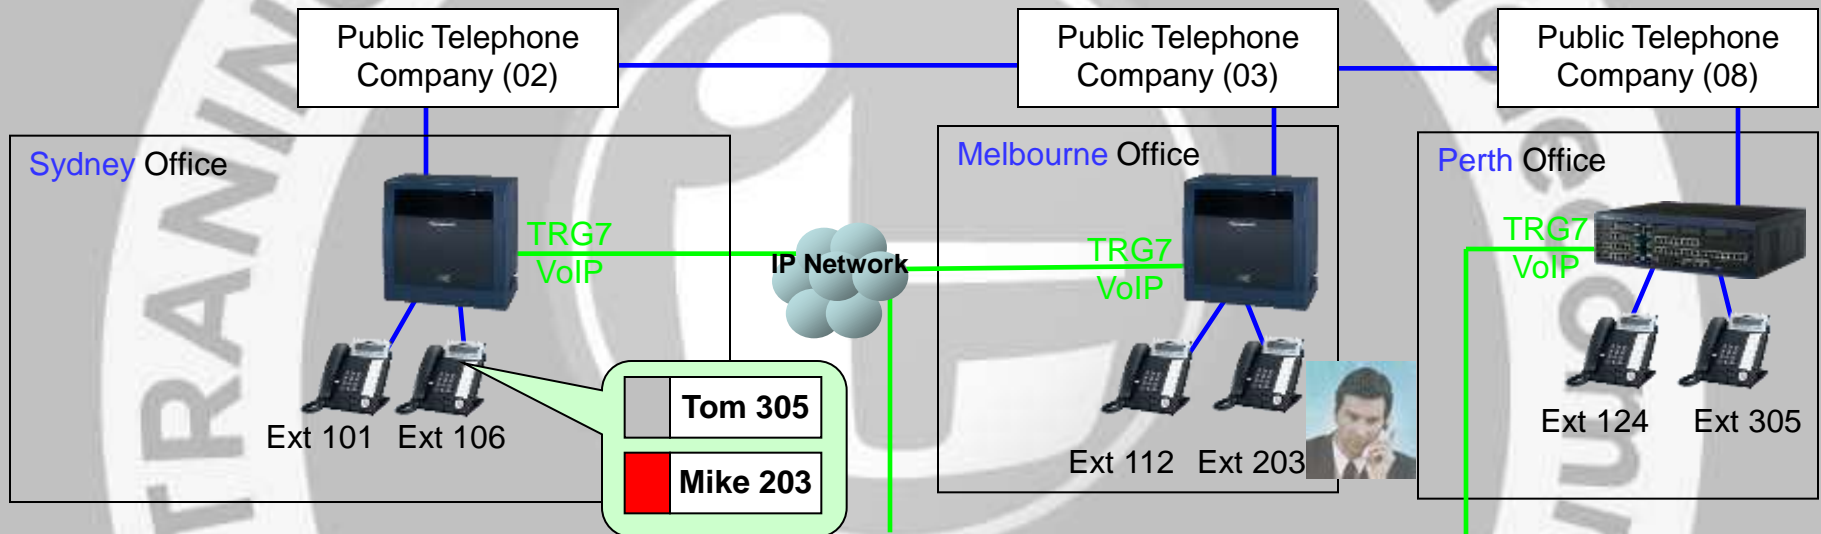 Public Telephone
Company (02)
Public Telephone
Company (03)
Public Telephone
Company (08)
Sydney Office
Melbourne Office
Perth Office
TRG7
VoIP
IP Network
TRG7
VoIP
TRG7
VoIP
Tom 305
Mike 203
Ext 101
Ext 106
Ext 112
Ext 203
Ext 124
Ext 305